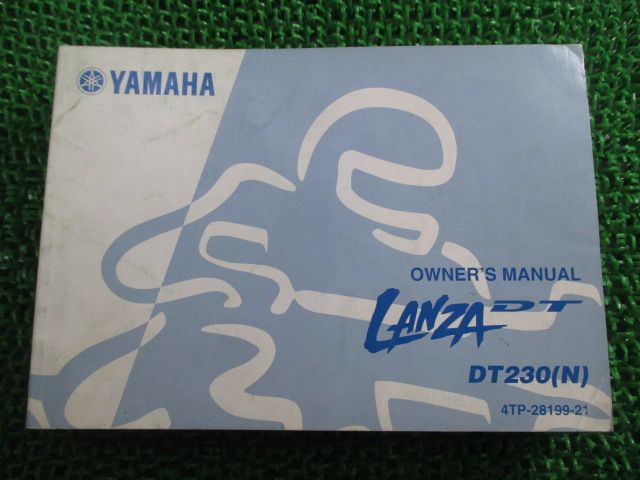 YAMAHA
OWNER'S MANUAL
LANZA DT
DT230(N)
4TP-28199-21